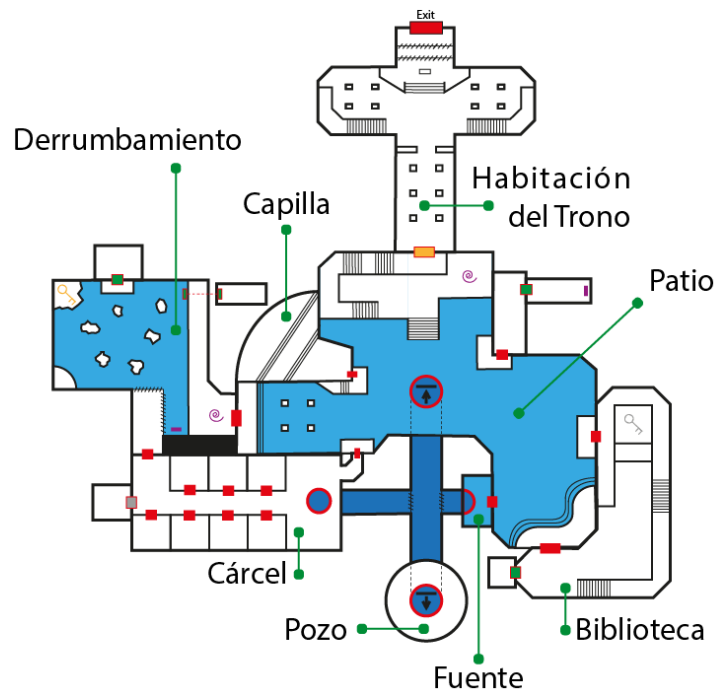 Exit
Derrumbamiento
Capilla
Habitación
del Trono
Patio
Cárcel
Pozo
Biblioteca
Fuente